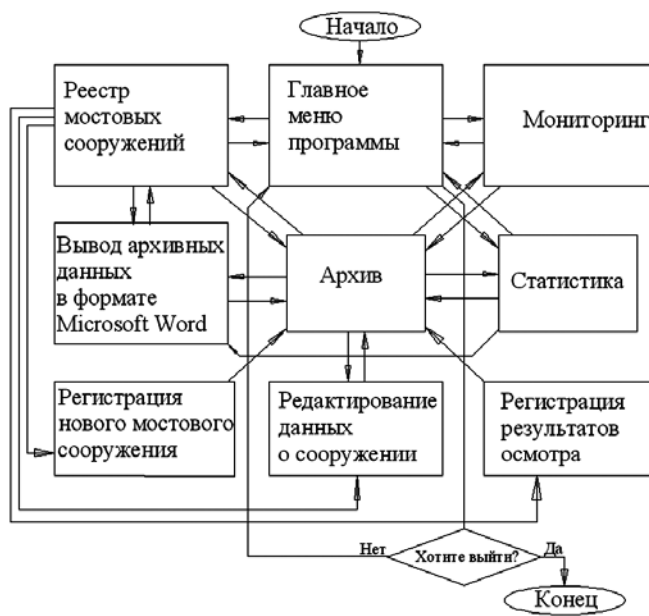 Начало
Реестр
мостовых
сооружений
Главное
меню
программы
Мониторинг
Вывод архивных
данных
в формате
Microsoft Word
Архив
Статистика
Регистрация
нового мостового
сооружения
Редактирование
данных
о сооружении
Регистрация
результатов
осмотра
Нет
Хотите выйти?
Да
Конец